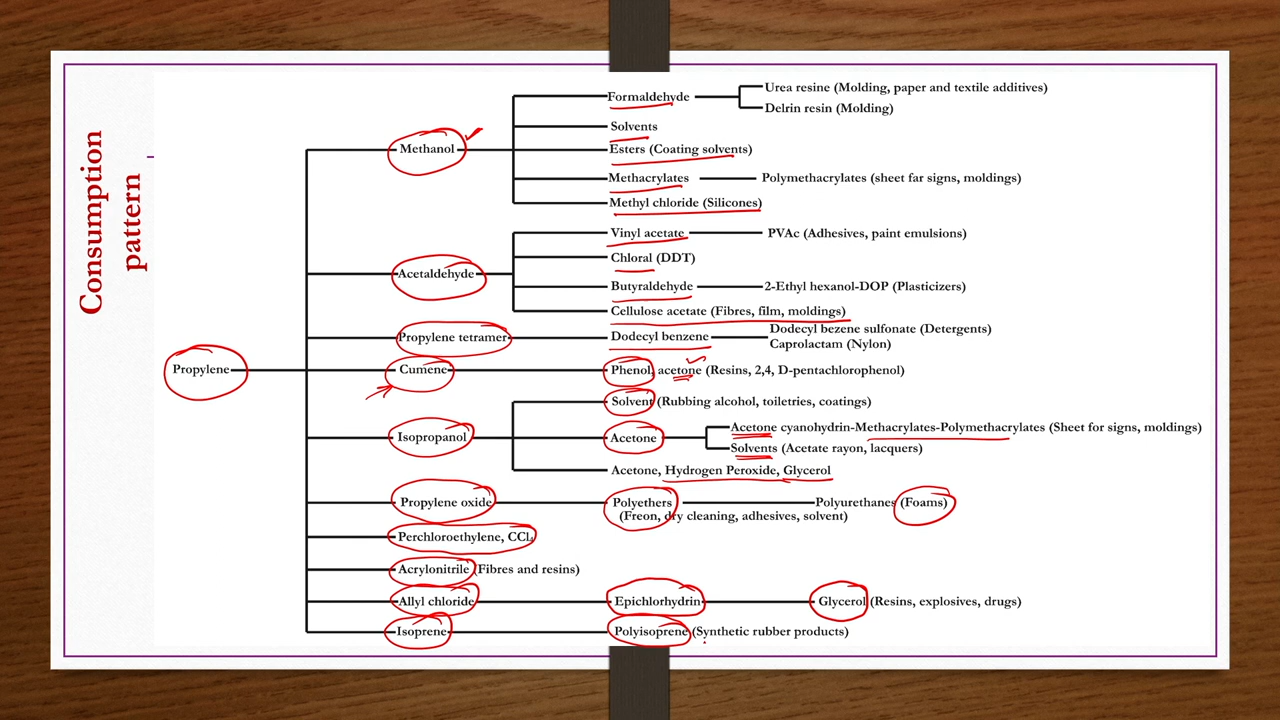 Consumption
pattern
Propylene
Methanol
Formaldehyde
Urea resine (Molding, paper and textile additives)
Delrin resin (Molding)
Solvents
Esters (Coating solvents)
Methacrylates
Polymethacrylates (sheet far signs, moldings)
Methyl chloride (Silicones)
Acetaldehyde
Vinyl acetate
PVAc (Adhesives, paint emulsions)
Chloral (DDT)
Butyraldehyde
2-Ethyl hexanol-DOP (Plasticizers)
Cellulose acetate (Fibres, film, moldings)
Propylene tetramer
Dodecyl benzene
Dodecyl bezene sulfonate (Detergents)
Caprolactam (Nylon)
Cumene
Phenol, acetone (Resins, 2,4, D-pentachlorophenol)
Isopropanol
Solvent (Rubbing alcohol, toiletries, coatings)
Acetone
Acetone cyanohydrin-Methacrylates-Polymethacrylates (Sheet for signs, moldings)
Solvents (Acetate rayon, lacquers)
Acetone, Hydrogen Peroxide, Glycerol
Propylene oxide
Polyethers
Polyurethanes (Foams)
(Freon, dry cleaning, adhesives, solvent)
Perchloroethylene, CCl
Acrylonitrile (Fibres and resins)
Allyl chloride
Epichlorhydrin
Glycerol (Resins, explosives, drugs)
Isoprene
Polyisoprene (Synthetic rubber products)